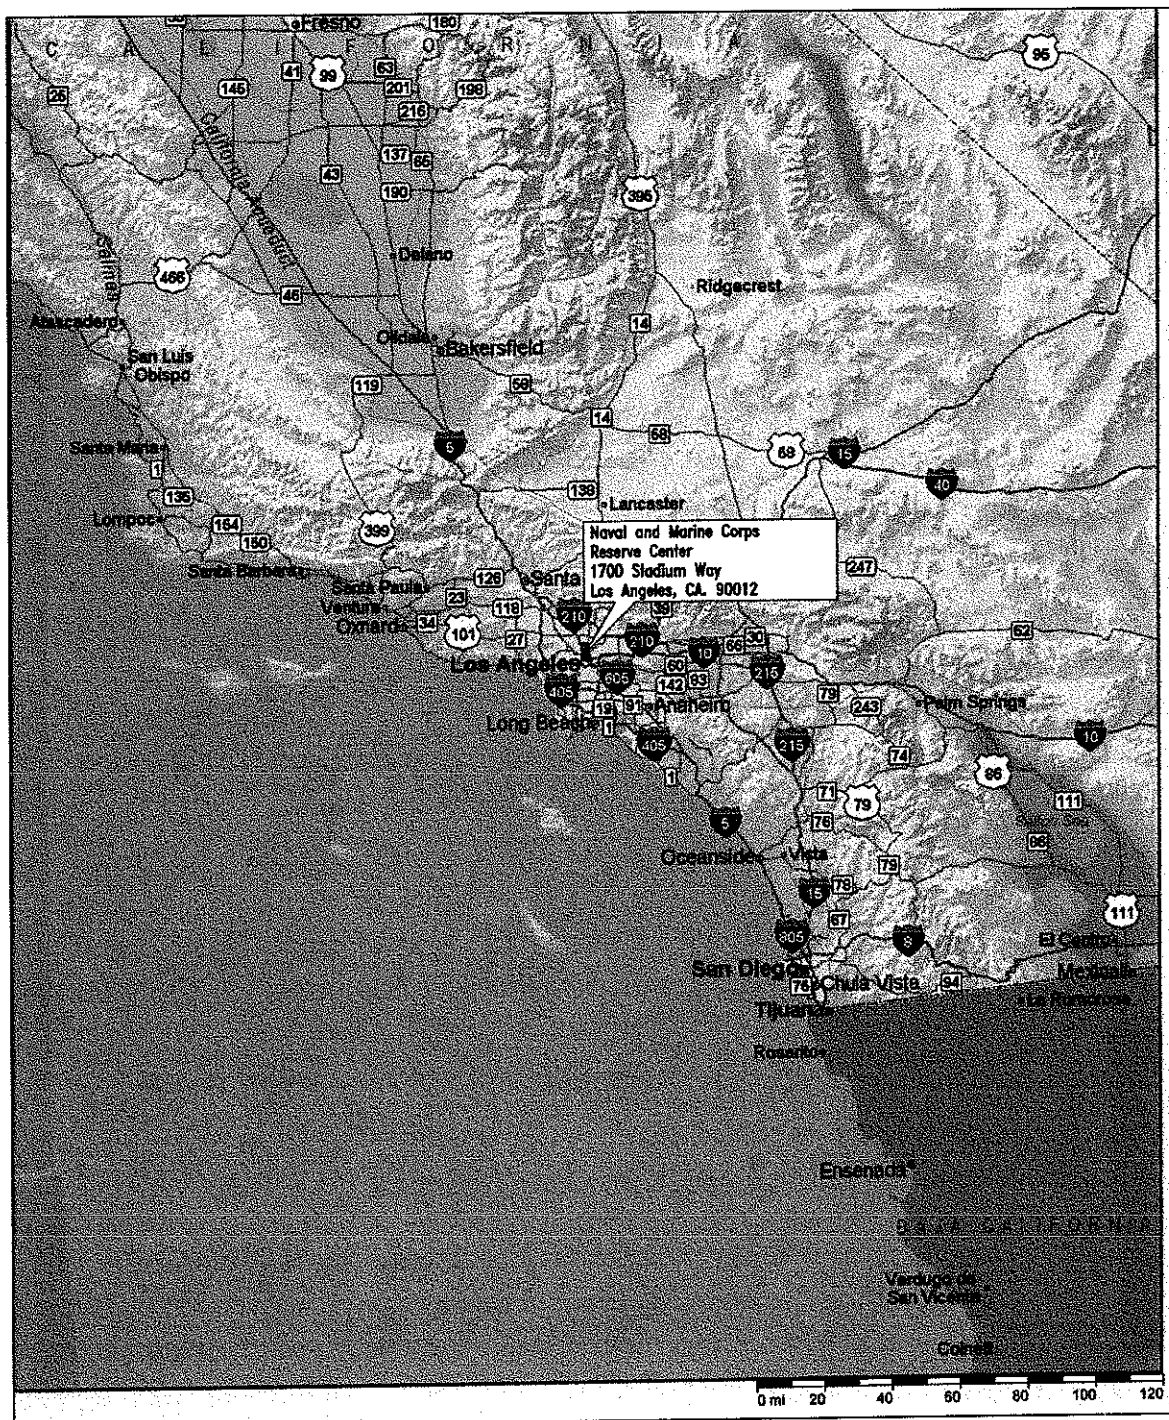 Fresno
180
C A L I F O R N I A
95
41
99
63
145
201
198
25
216
California Aqueduct
137
65
43
190
395
Delano
Salinas
466
46
Ridgecrest
Atascadero
14
Oildale
Bakersfield
San Luis
Obispo
119
58
14
58
Santa Maria
5
58
15
1
40
135
138
Lancaster
Lompoc
154
399
150
Naval and Marine Corps
Reserve Center
1700 Stadium Way
Los Angeles, CA. 90012
247
Santa Barbara
Santa Paula
126
Santa
23
Ventura
118
210
39
Oxnard
34
101
27
210
10
66
30
62
Los Angeles
60
605
215
405
142
83
79
19
91
Anaheim
243
Palm Springs
Long Beach
1
405
215
10
74
1
86
71
79
111
5
76
86
Oceanside
Vista
79
15
78
67
111
805
8
El Centro
San Diego
Mexicali
75
Chula Vista
94
La Rumorosa
Tijuana
Rosarito
Ensenada
BAJA CALIFORNIA
Verdugo de
San Vicente
Colnett
0 mi 20 40 60 80 100 120